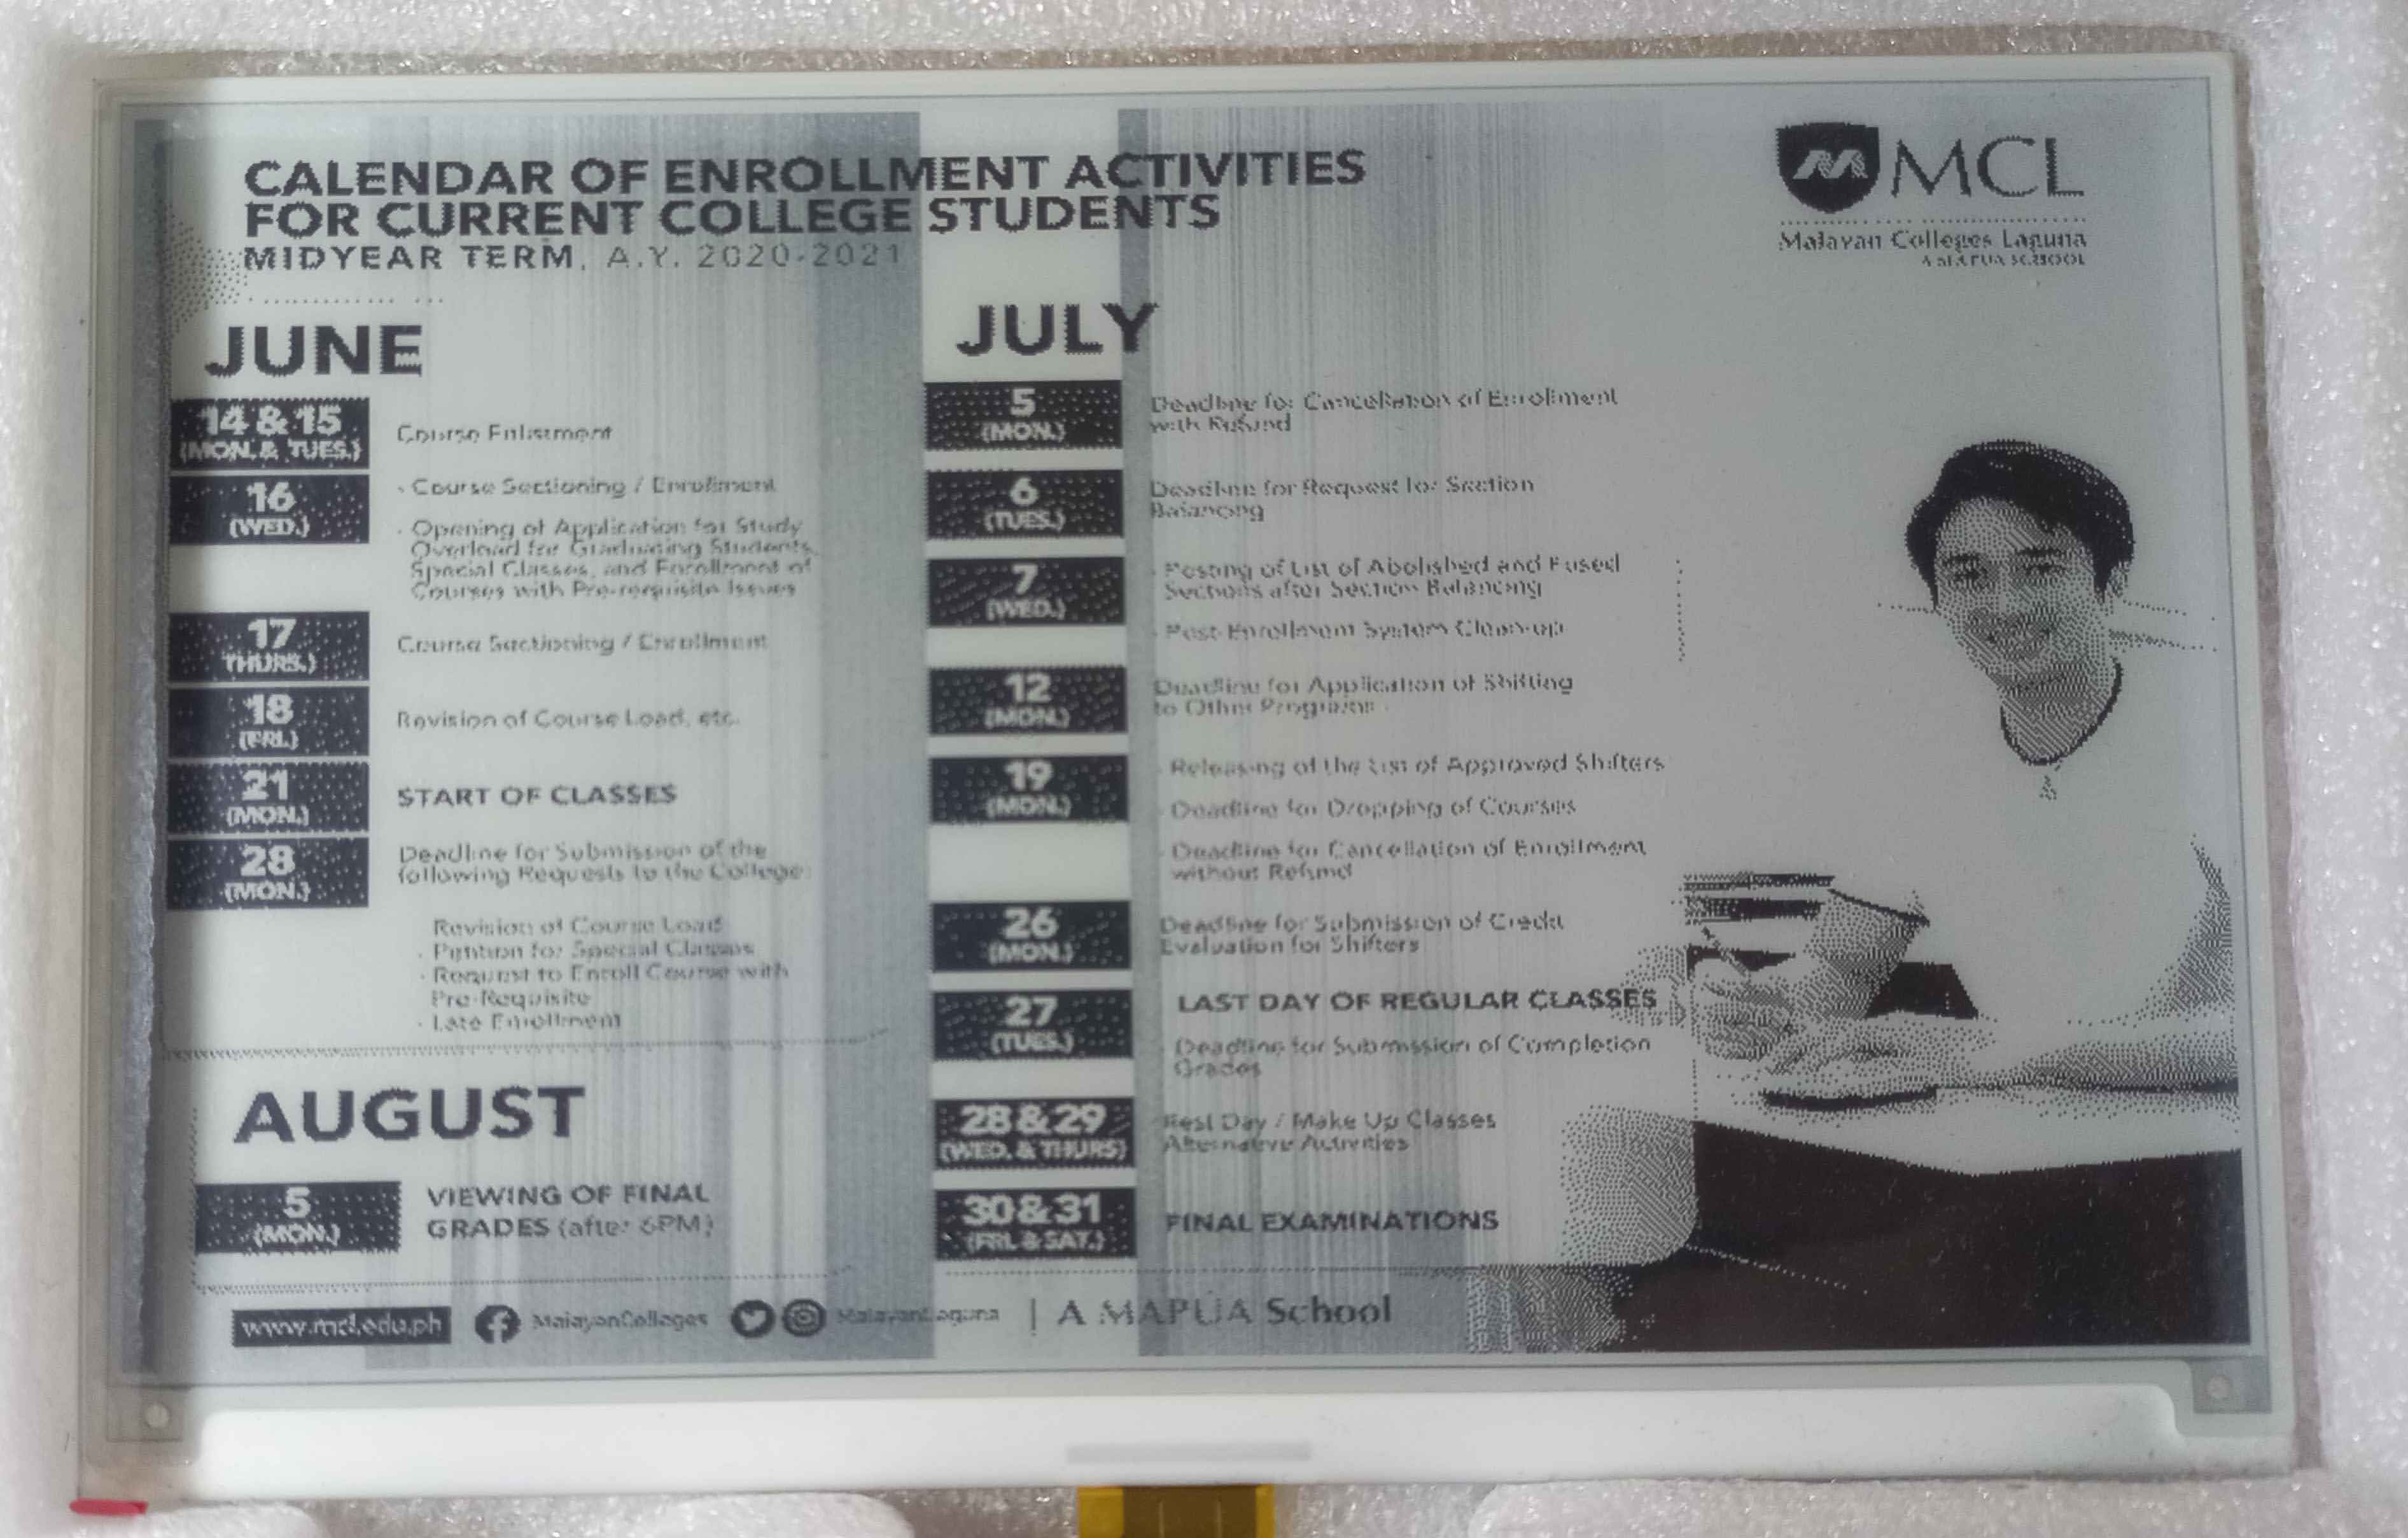 CALENDAR OF ENROLLMENT ACTIVITIES
FOR CURRENT COLLEGE STUDENTS
MIDYEAR TERM, A.Y. 2020-2021
MCL
Malayan Colleges Laguna
A MAPUA SCHOOL
JUNE
14 & 15
(MON. & TUES.)
Course Enlistment
16
(WED.)
- Course Sectioning / Enrollment
- Opening of Application for Study
Overload for Graduating Students,
Special Classes, and Enrollment of
Courses with Pre-requisite Issues
17
THURS.)
Course Sectioning / Enrollment
18
(FRI.)
Revision of Course Load, etc.
21
(MON.)
START OF CLASSES
28
(MON.)
Deadline for Submission of the
following Requests to the College:
Revision of Course Load
- Petition for Special Classes
- Request to Enroll Course with
Pre-Requisite
- Late Enrollment
AUGUST
5
(MON.)
VIEWING OF FINAL
GRADES (after 6PM)
JULY
5
(MON.)
Deadline for Cancellation of Enrollment
with Refund
6
(TUES.)
Deadline for Request for Section
Balancing
7
(WED.)
- Posting of List of Abolished and Fused
Sections after Section Balancing
- Post-Enrollment System Clean-up
12
(MON.)
Deadline for Application of Shifting
to Other Programs
19
(MON.)
- Releasing of the List of Approved Shifters
- Deadline for Dropping of Courses
- Deadline for Cancellation of Enrollment
without Refund
26
(MON.)
Deadline for Submission of Credit
Evaluation for Shifters
27
(TUES.)
LAST DAY OF REGULAR CLASSES
- Deadline for Submission of Completion
Grades
28 & 29
(WED. & THURS)
Rest Day / Make Up Classes
Alternative Activities
30 & 31
(FRI. & SAT.)
FINAL EXAMINATIONS
www.mcl.edu.ph MalayanColleges MalayanLaguna | A MAPÚA School